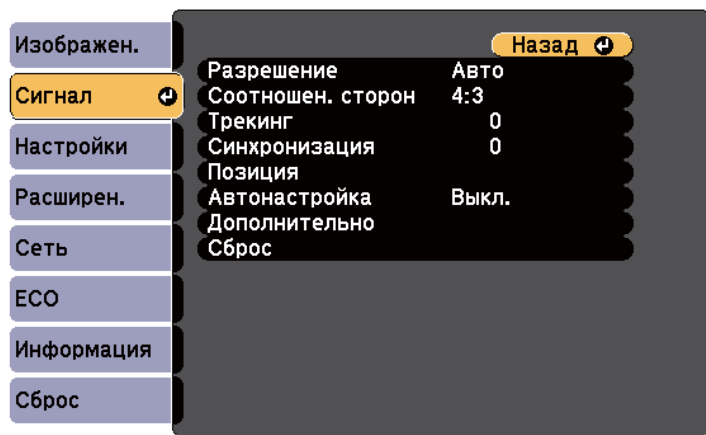 Изображен.
Сигнал
Настройки
Расширен.
Сеть
ECO
Информация
Сброс
Назад
Разрешение Авто
Соотношен. сторон 4:3
Трекинг 0
Синхронизация 0
Позиция
Автонастройка Выкл.
Дополнительно
Сброс